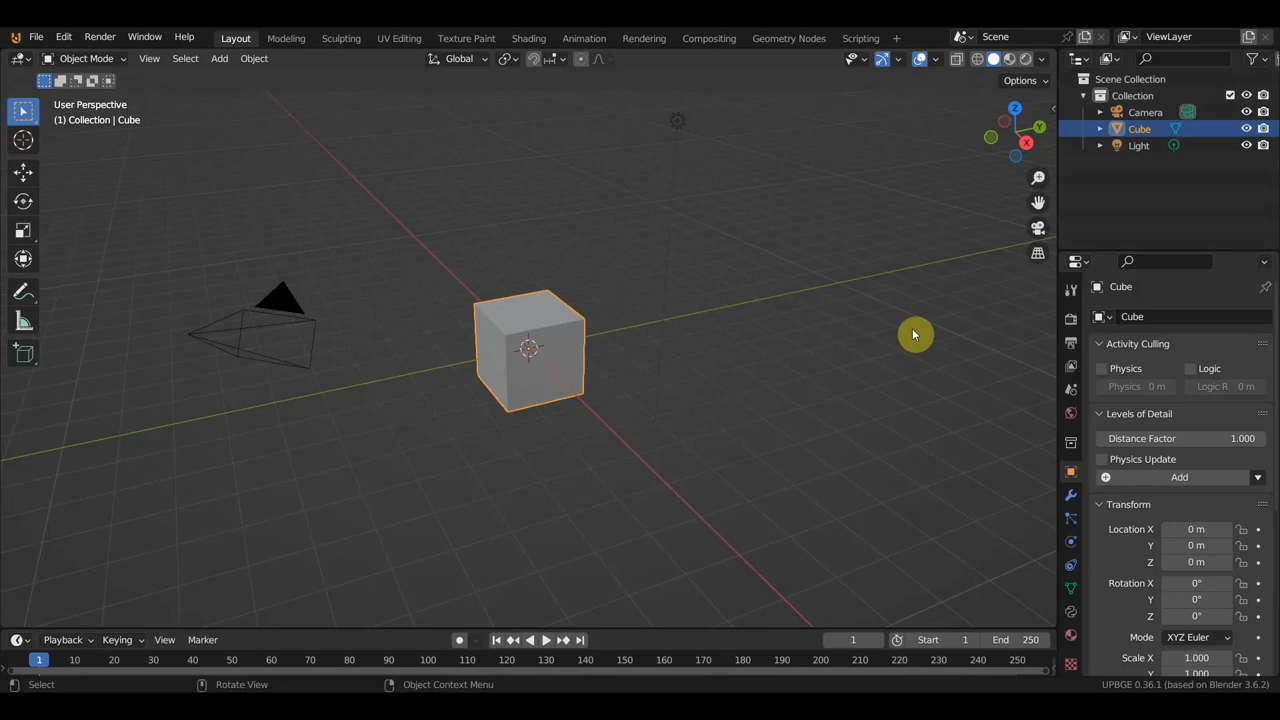 File Edit Render Window Help Layout Modeling Sculpting UV Editing Texture Paint Shading Animation Rendering Compositing Geometry Nodes Scripting + Scene ViewLayer
Object Mode View Select Add Object Global
Options
User Perspective
(1) Collection | Cube
Z
Y
X
Scene Collection
Collection
Camera
Cube
Light
Cube
Cube
Activity Culling
Physics Logic
Physics 0 m Logic R 0 m
Levels of Detail
Distance Factor 1.000
Physics Update
Add
Transform
Location X 0 m
Y 0 m
Z 0 m
Rotation X 0°
Y 0°
Z 0°
Mode XYZ Euler
Scale X 1.000
Y 1.000
Playback Keying View Marker 1 Start 1 End 250
1 10 20 30 40 50 60 70 80 90 100 110 120 130 140 150 160 170 180 190 200 210 220 230 240 250
Select Rotate View Object Context Menu UPBGE 0.36.1 (based on Blender 3.6.2)